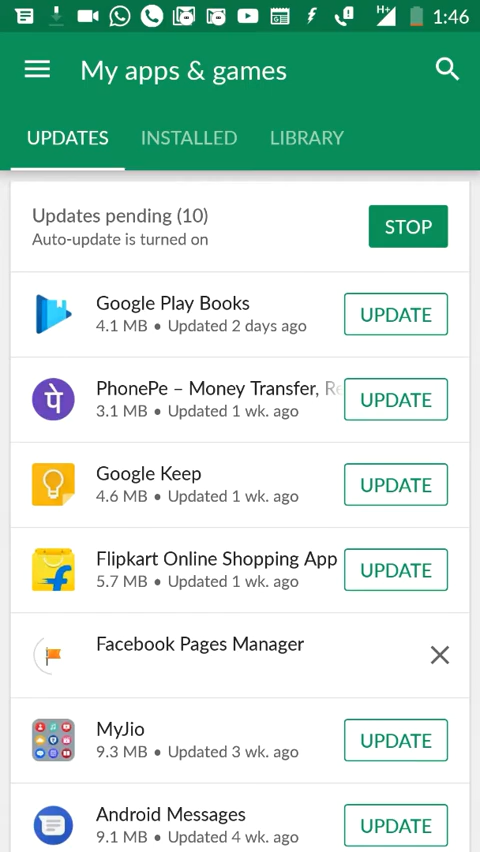 H+ 1:46
My apps & games
UPDATES INSTALLED LIBRARY
Updates pending (10)
Auto-update is turned on
STOP
Google Play Books
4.1 MB • Updated 2 days ago
UPDATE
PhonePe – Money Transfer, Re
3.1 MB • Updated 1 wk. ago
UPDATE
पे
Google Keep
4.6 MB • Updated 1 wk. ago
UPDATE
Flipkart Online Shopping App
5.7 MB • Updated 1 wk. ago
UPDATE
Facebook Pages Manager
MyJio
9.3 MB • Updated 3 wk. ago
UPDATE
Android Messages
9.1 MB • Updated 4 wk. ago
UPDATE